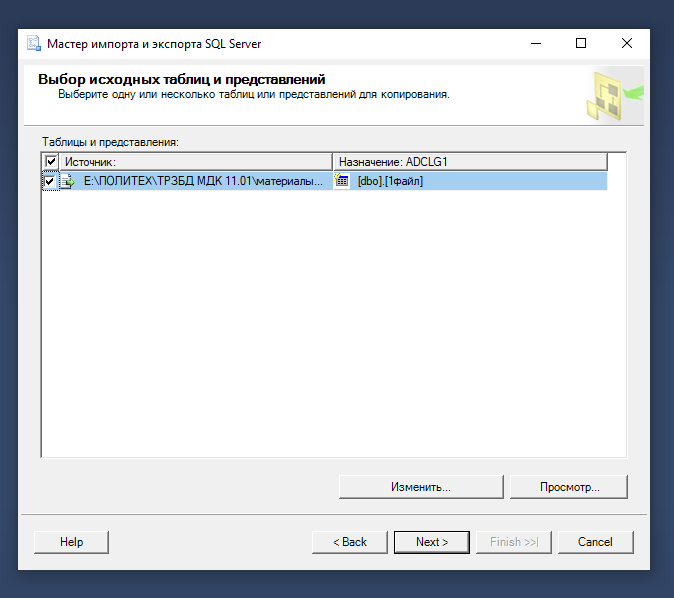 Мастер импорта и экспорта SQL Server
Выбор исходных таблиц и представлений
Выберите одну или несколько таблиц или представлений для копирования.
Таблицы и представления:
Источник: Назначение: ADCLG1
E:\ПОЛИТЕХ\ТРЗБД МДК 11.01\материалы... [dbo].[1Файл]
Изменить... Просмотр...
Help < Back Next > Finish >>| Cancel